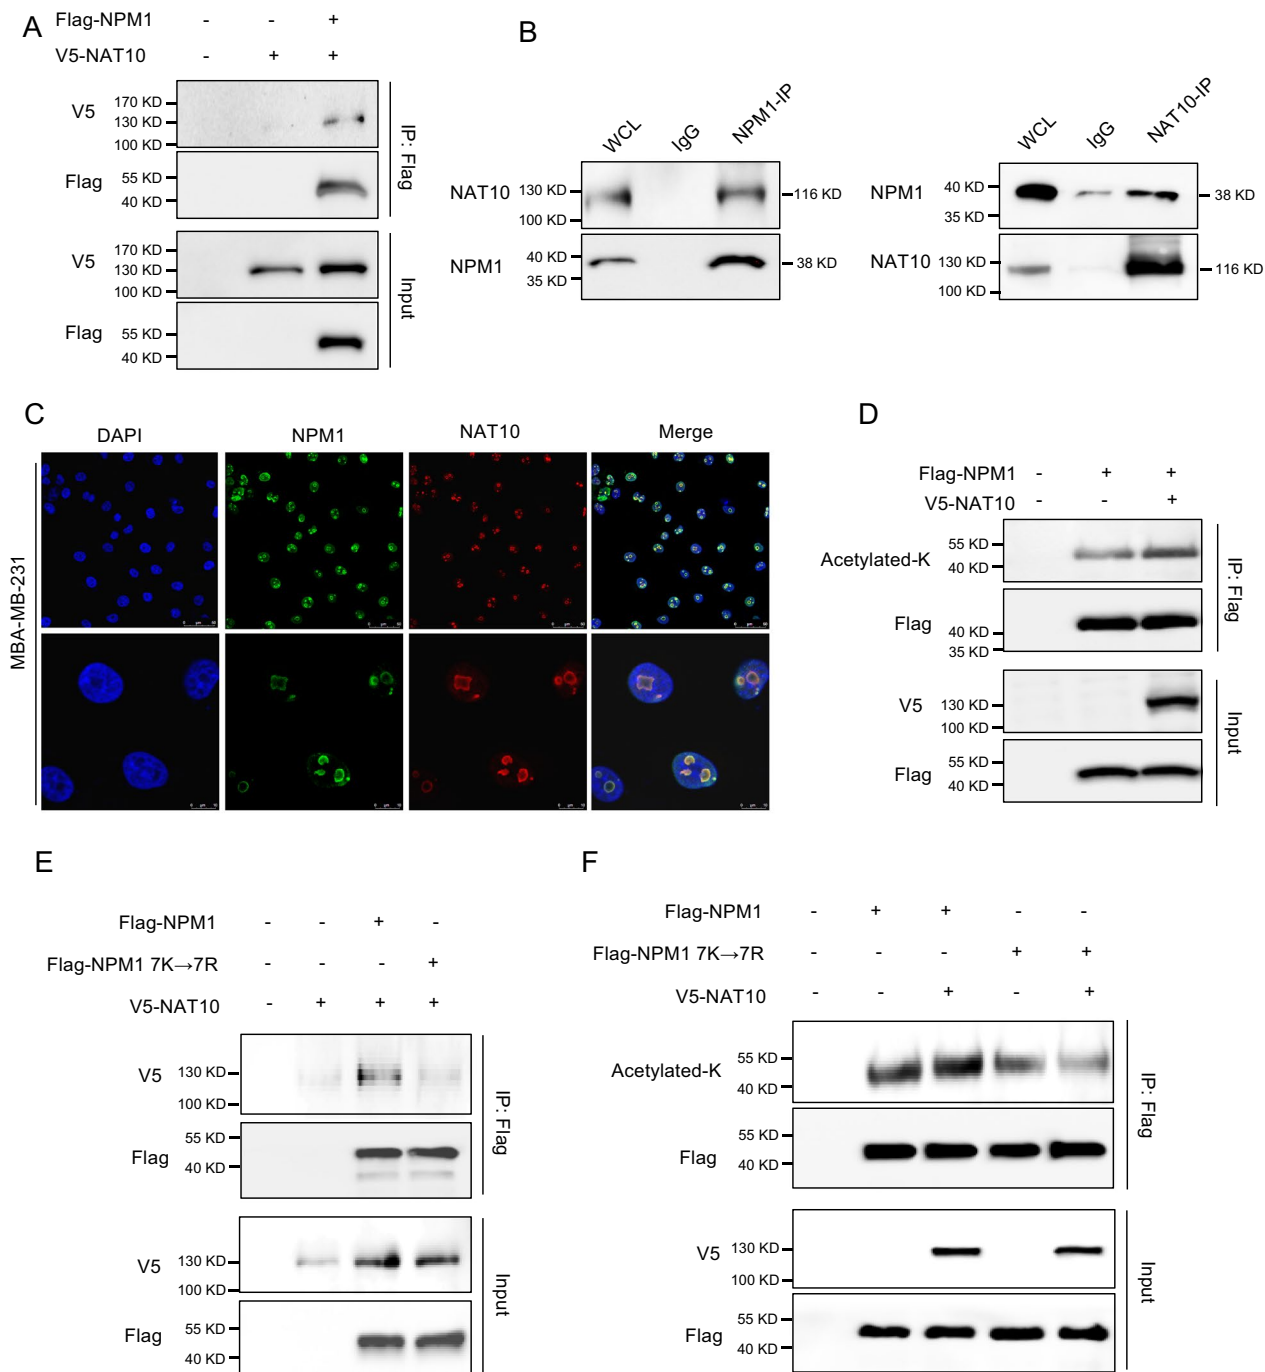 A
Flag-NPM1 - - +
V5-NAT10 - + +
V5
170 KD
130 KD
100 KD
Flag
55 KD
40 KD
IP: Flag
V5
170 KD
130 KD
100 KD
Flag
55 KD
40 KD
Input
B
WCL IgG NPM1-IP
NAT10
130 KD
100 KD
116 KD
NPM1
40 KD
35 KD
38 KD
WCL IgG NAT10-IP
NPM1
40 KD
35 KD
38 KD
NAT10
130 KD
100 KD
116 KD
C
DAPI NPM1 NAT10 Merge
MBA-MB-231
D
Flag-NPM1 - + +
V5-NAT10 - - +
Acetylated-K
55 KD
40 KD
Flag
40 KD
35 KD
IP: Flag
V5
130 KD
100 KD
Flag
55 KD
40 KD
Input
E
Flag-NPM1 - - + -
Flag-NPM1 7K→7R - - - +
V5-NAT10 - + + +
V5
130 KD
100 KD
Flag
55 KD
40 KD
IP: Flag
V5
130 KD
100 KD
Flag
55 KD
40 KD
Input
F
Flag-NPM1 - + + - -
Flag-NPM1 7K→7R - - - + +
V5-NAT10 - - + - +
Acetylated-K
55 KD
40 KD
Flag
55 KD
40 KD
IP: Flag
V5
130 KD
100 KD
Flag
55 KD
40 KD
Input